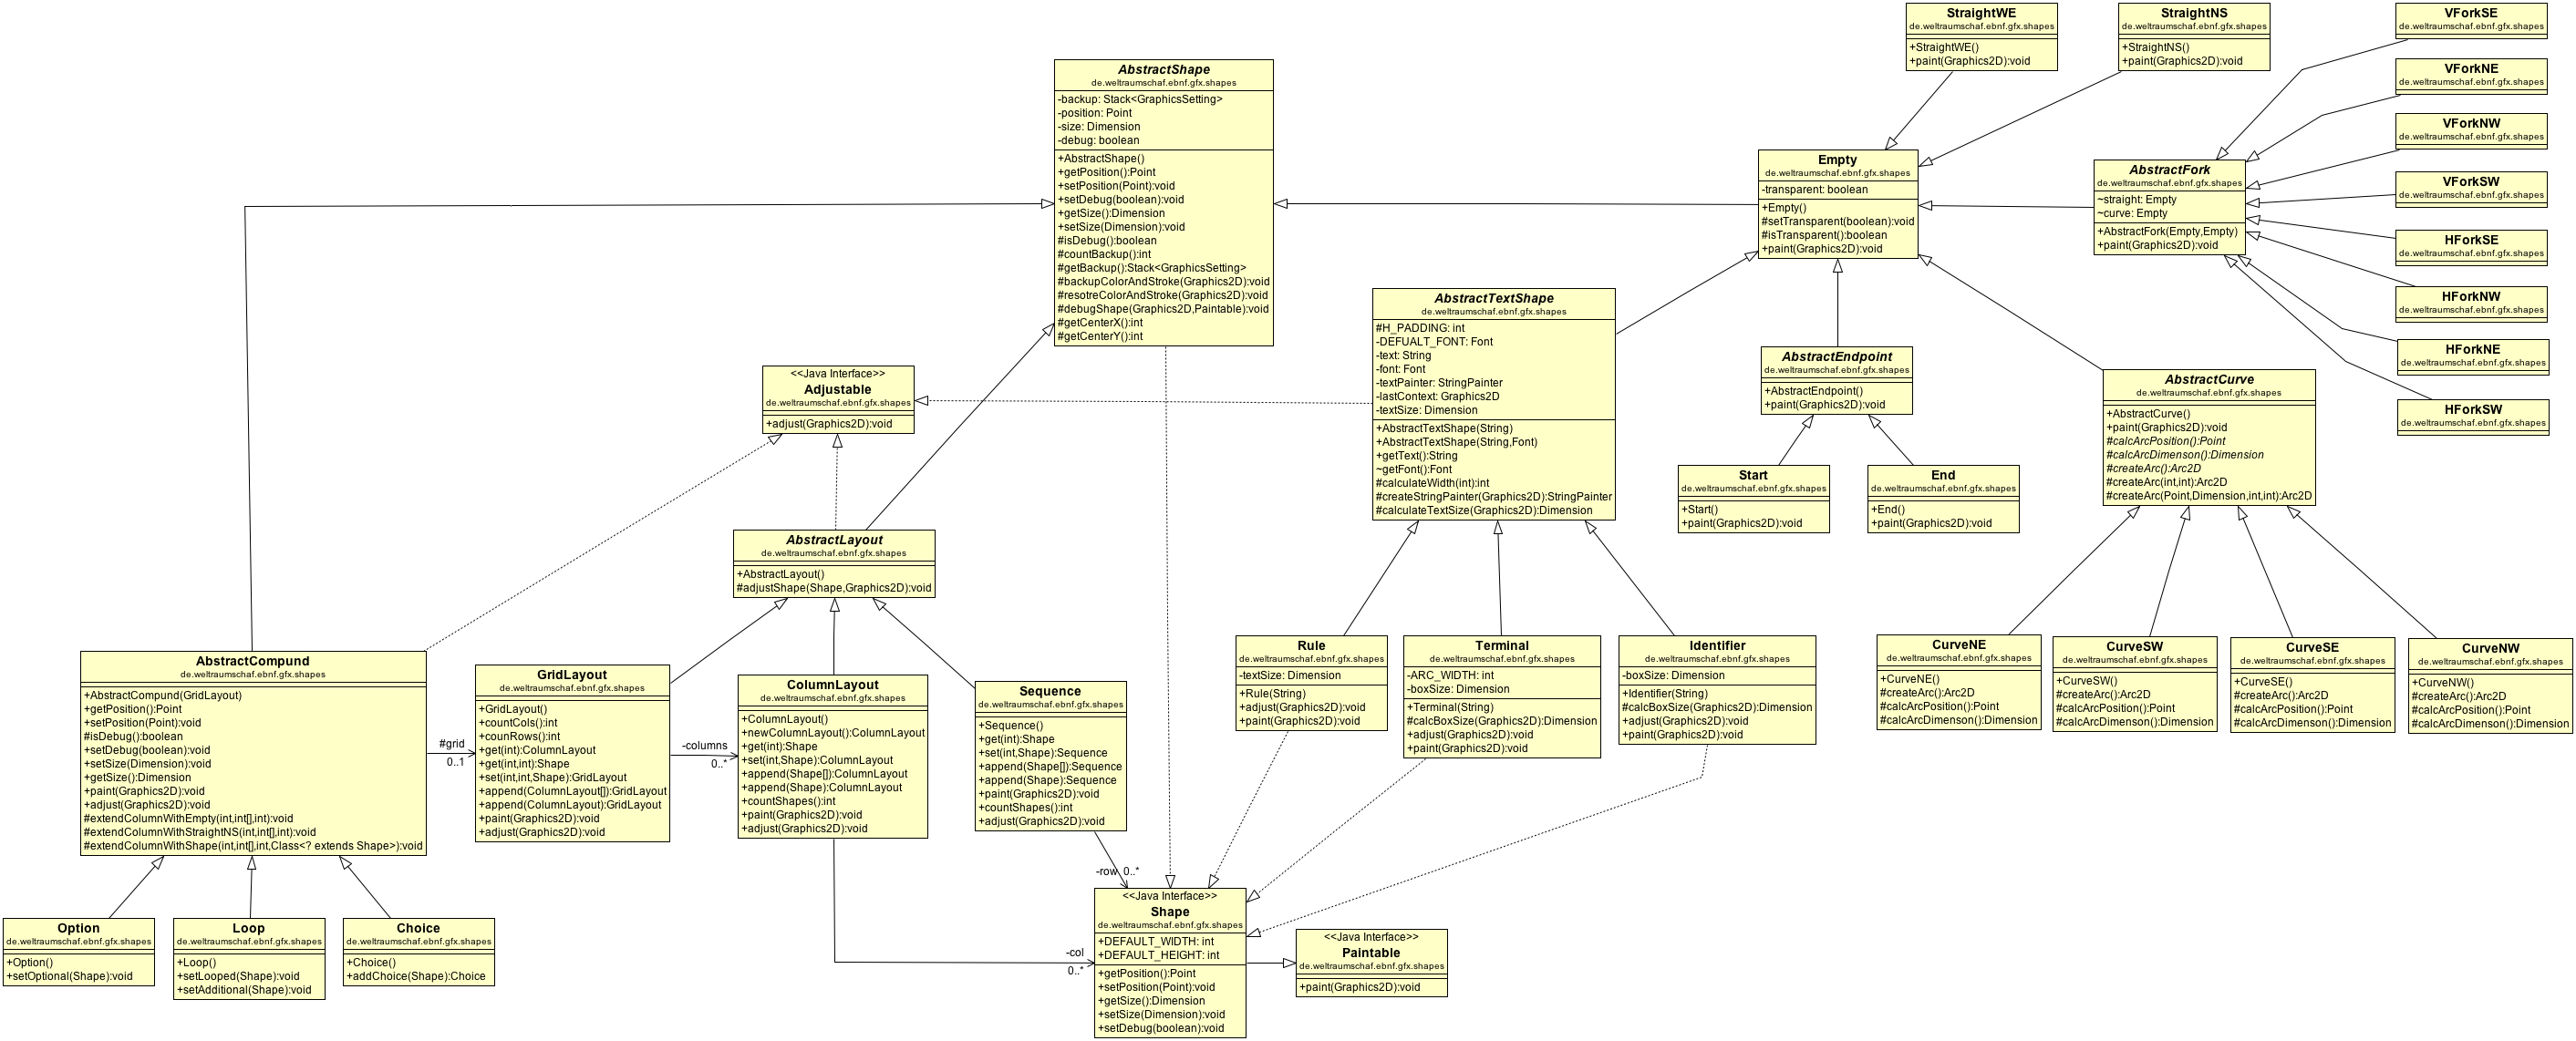 StraightWE
de.weltraumschaf.ebnf.gfx.shapes
+StraightWE()
+paint(Graphics2D):void
StraightNS
de.weltraumschaf.ebnf.gfx.shapes
+StraightNS()
+paint(Graphics2D):void
VForkSE
de.weltraumschaf.ebnf.gfx.shapes
VForkNE
de.weltraumschaf.ebnf.gfx.shapes
VForkNW
de.weltraumschaf.ebnf.gfx.shapes
VForkSW
de.weltraumschaf.ebnf.gfx.shapes
HForkSE
de.weltraumschaf.ebnf.gfx.shapes
HForkNW
de.weltraumschaf.ebnf.gfx.shapes
HForkNE
de.weltraumschaf.ebnf.gfx.shapes
HForkSW
de.weltraumschaf.ebnf.gfx.shapes
AbstractShape
de.weltraumschaf.ebnf.gfx.shapes
-backup: Stack<GraphicsSetting>
-position: Point
-size: Dimension
-debug: boolean
+AbstractShape()
+getPosition():Point
+setPosition(Point):void
+setDebug(boolean):void
+getSize():Dimension
+setSize(Dimension):void
#isDebug():boolean
#countBackup():int
#getBackup():Stack<GraphicsSetting>
#backupColorAndStroke(Graphics2D):void
#resotreColorAndStroke(Graphics2D):void
#debugShape(Graphics2D,Paintable):void
#getCenterX():int
#getCenterY():int
Empty
de.weltraumschaf.ebnf.gfx.shapes
-transparent: boolean
+Empty()
#setTransparent(boolean):void
#isTransparent():boolean
+paint(Graphics2D):void
AbstractFork
de.weltraumschaf.ebnf.gfx.shapes
~straight: Empty
~curve: Empty
+AbstractFork(Empty,Empty)
+paint(Graphics2D):void
AbstractTextShape
de.weltraumschaf.ebnf.gfx.shapes
#H_PADDING: int
-DEFUALT_FONT: Font
-text: String
-font: Font
-textPainter: StringPainter
-lastContext: Graphics2D
-textSize: Dimension
+AbstractTextShape(String)
+AbstractTextShape(String,Font)
+getText():String
~getFont():Font
#calculateWidth(int):int
#createStringPainter(Graphics2D):StringPainter
#calculateTextSize(Graphics2D):Dimension
AbstractEndpoint
de.weltraumschaf.ebnf.gfx.shapes
+AbstractEndpoint()
+paint(Graphics2D):void
AbstractCurve
de.weltraumschaf.ebnf.gfx.shapes
+AbstractCurve()
+paint(Graphics2D):void
#calcArcPosition():Point
#calcArcDimenson():Dimension
#createArc():Arc2D
#createArc(int,int):Arc2D
#createArc(Point,Dimension,int,int):Arc2D
<<Java Interface>>
Adjustable
de.weltraumschaf.ebnf.gfx.shapes
+adjust(Graphics2D):void
Start
de.weltraumschaf.ebnf.gfx.shapes
+Start()
+paint(Graphics2D):void
End
de.weltraumschaf.ebnf.gfx.shapes
+End()
+paint(Graphics2D):void
AbstractLayout
de.weltraumschaf.ebnf.gfx.shapes
+AbstractLayout()
#adjustShape(Shape,Graphics2D):void
AbstractCompund
de.weltraumschaf.ebnf.gfx.shapes
+AbstractCompund(GridLayout)
+getPosition():Point
+setPosition(Point):void
#isDebug():boolean
+setDebug(boolean):void
+setSize(Dimension):void
+getSize():Dimension
+paint(Graphics2D):void
+adjust(Graphics2D):void
#extendColumnWithEmpty(int,int[],int):void
#extendColumnWithStraightNS(int,int[],int):void
#extendColumnWithShape(int,int[],int,Class<? extends Shape>):void
#grid
0..1
GridLayout
de.weltraumschaf.ebnf.gfx.shapes
+GridLayout()
+countCols():int
+counRows():int
+get(int):ColumnLayout
+get(int,int):Shape
+set(int,int,Shape):GridLayout
+append(ColumnLayout[]):GridLayout
+append(ColumnLayout):GridLayout
+paint(Graphics2D):void
+adjust(Graphics2D):void
-columns
0..*
ColumnLayout
de.weltraumschaf.ebnf.gfx.shapes
+ColumnLayout()
+newColumnLayout():ColumnLayout
+get(int):Shape
+set(int,Shape):ColumnLayout
+append(Shape[]):ColumnLayout
+append(Shape):ColumnLayout
+countShapes():int
+paint(Graphics2D):void
+adjust(Graphics2D):void
Sequence
de.weltraumschaf.ebnf.gfx.shapes
+Sequence()
+get(int):Shape
+set(int,Shape):Sequence
+append(Shape[]):Sequence
+append(Shape):Sequence
+paint(Graphics2D):void
+countShapes():int
+adjust(Graphics2D):void
Rule
de.weltraumschaf.ebnf.gfx.shapes
-textSize: Dimension
+Rule(String)
+adjust(Graphics2D):void
+paint(Graphics2D):void
Terminal
de.weltraumschaf.ebnf.gfx.shapes
-ARC_WIDTH: int
-boxSize: Dimension
+Terminal(String)
#calcBoxSize(Graphics2D):Dimension
+adjust(Graphics2D):void
+paint(Graphics2D):void
Identifier
de.weltraumschaf.ebnf.gfx.shapes
-boxSize: Dimension
+Identifier(String)
#calcBoxSize(Graphics2D):Dimension
+adjust(Graphics2D):void
+paint(Graphics2D):void
CurveNE
de.weltraumschaf.ebnf.gfx.shapes
+CurveNE()
#createArc():Arc2D
#calcArcPosition():Point
#calcArcDimenson():Dimension
CurveSW
de.weltraumschaf.ebnf.gfx.shapes
+CurveSW()
#createArc():Arc2D
#calcArcPosition():Point
#calcArcDimenson():Dimension
CurveSE
de.weltraumschaf.ebnf.gfx.shapes
+CurveSE()
#createArc():Arc2D
#calcArcPosition():Point
#calcArcDimenson():Dimension
CurveNW
de.weltraumschaf.ebnf.gfx.shapes
+CurveNW()
#createArc():Arc2D
#calcArcPosition():Point
#calcArcDimenson():Dimension
Option
de.weltraumschaf.ebnf.gfx.shapes
+Option()
+setOptional(Shape):void
Loop
de.weltraumschaf.ebnf.gfx.shapes
+Loop()
+setLooped(Shape):void
+setAdditional(Shape):void
Choice
de.weltraumschaf.ebnf.gfx.shapes
+Choice()
+addChoice(Shape):Choice
-row 0..*
-col
0..*
<<Java Interface>>
Shape
de.weltraumschaf.ebnf.gfx.shapes
+DEFAULT_WIDTH: int
+DEFAULT_HEIGHT: int
+getPosition():Point
+setPosition(Point):void
+getSize():Dimension
+setSize(Dimension):void
+setDebug(boolean):void
<<Java Interface>>
Paintable
de.weltraumschaf.ebnf.gfx.shapes
+paint(Graphics2D):void